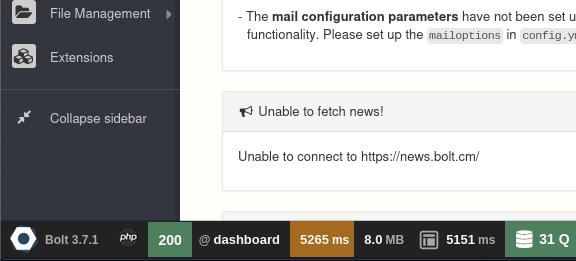 File Management
Extensions
Collapse sidebar
- The mail configuration parameters have not been set u
functionality. Please set up the mailoptions in config.ym
Unable to fetch news!
Unable to connect to https://news.bolt.cm/
Bolt 3.7.1 php 200 @ dashboard 5265 ms 8.0 MB 5151 ms 31 Q